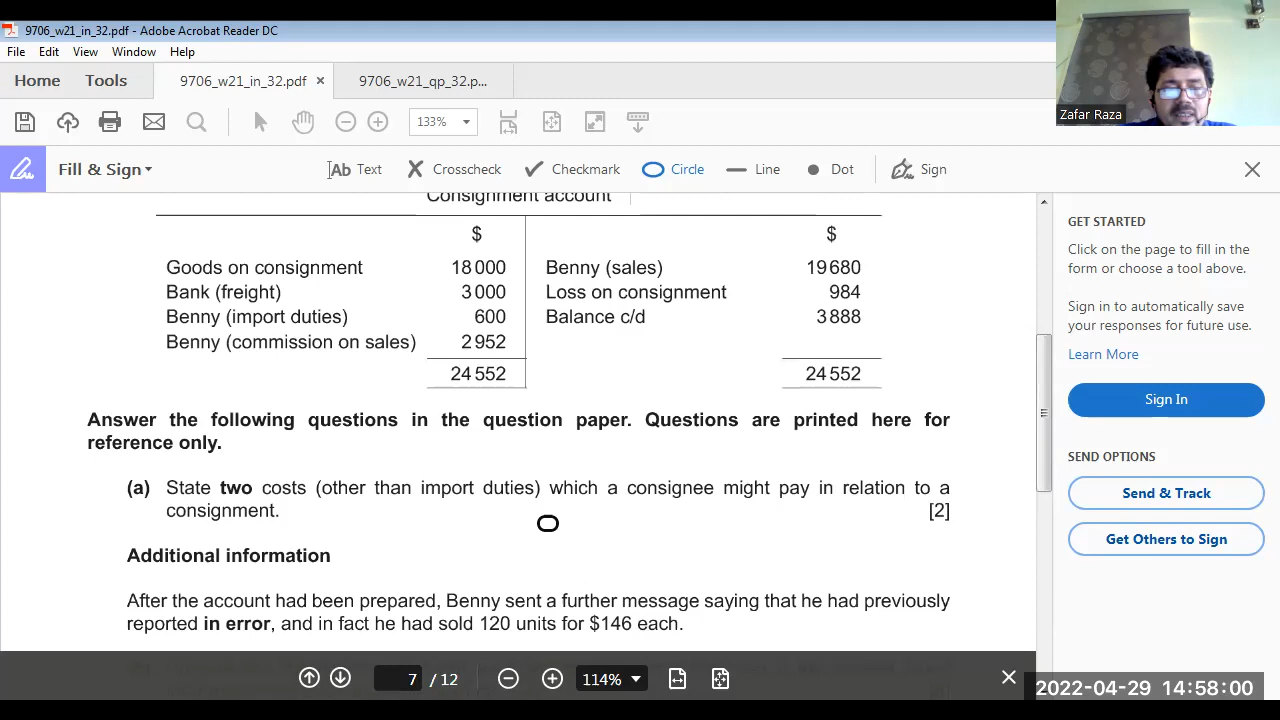 9706_w21_in_32.pdf - Adobe Acrobat Reader DC
File Edit View Window Help
Home Tools 9706_w21_in_32.pdf × 9706_w21_qp_32.p...
133%
Fill & Sign Ab Text Crosscheck Checkmark Circle Line Dot Sign
Zafar Raza
Consignment account
$ $
Goods on consignment 18 000 Benny (sales) 19 680
Bank (freight) 3 000 Loss on consignment 984
Benny (import duties) 600 Balance c/d 3 888
Benny (commission on sales) 2 952
24 552 24 552
Answer the following questions in the question paper. Questions are printed here for
reference only.
(a) State two costs (other than import duties) which a consignee might pay in relation to a
consignment. [2]
Additional information
After the account had been prepared, Benny sent a further message saying that he had previously
reported in error, and in fact he had sold 120 units for $146 each.
7 / 12 114%
GET STARTED
Click on the page to fill in the
form or choose a tool above.
Sign in to automatically save
your responses for future use.
Learn More
Sign In
SEND OPTIONS
Send & Track
Get Others to Sign
2022-04-29 14:58:00